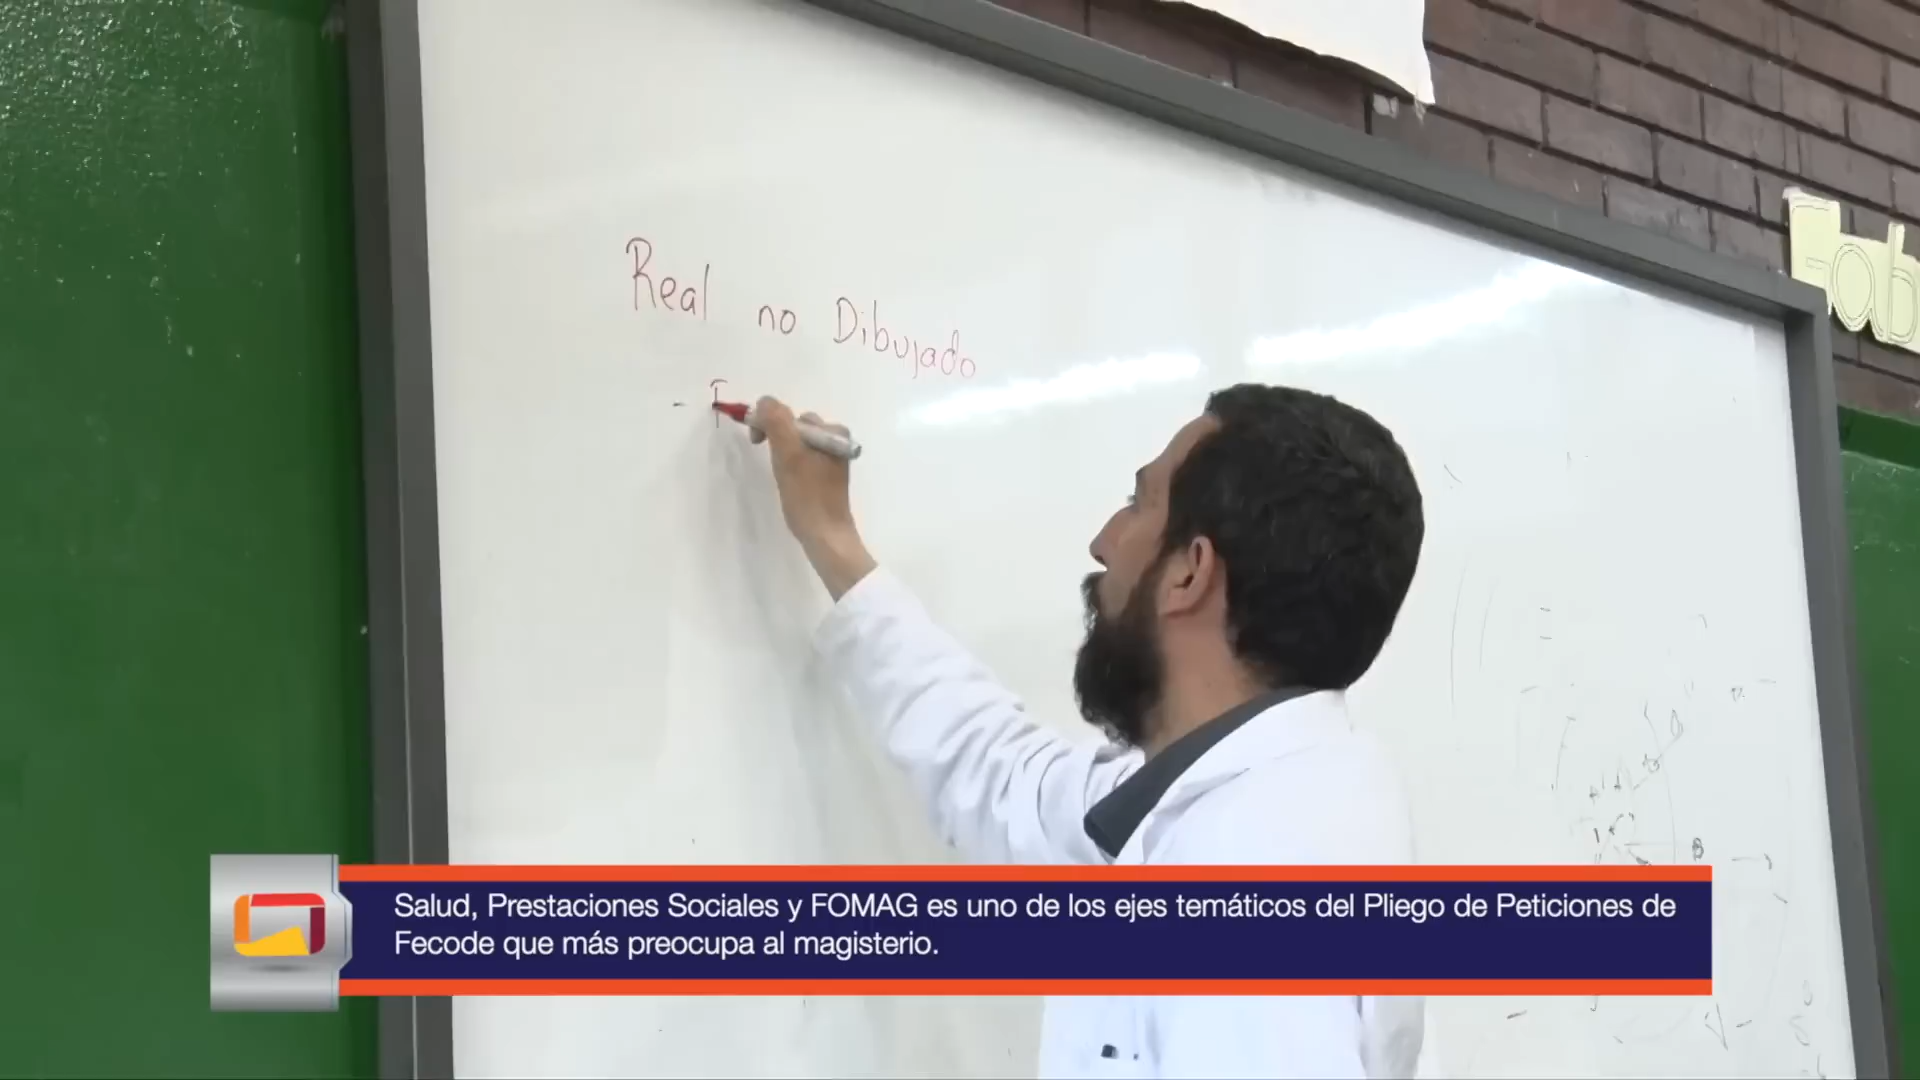 Real no Dibujado
Salud, Prestaciones Sociales y FOMAG es uno de los ejes temáticos del Pliego de Peticiones de
Fecode que más preocupa al magisterio.